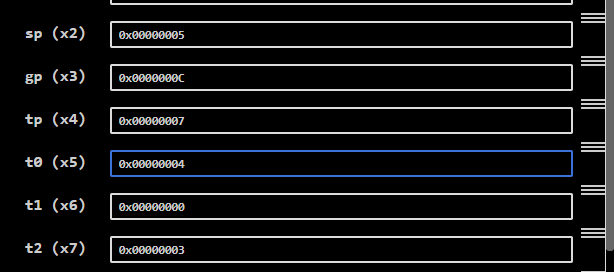 sp (x2) 0x00000005
gp (x3) 0x0000000C
tp (x4) 0x00000007
t0 (x5) 0x00000004
t1 (x6) 0x00000000
t2 (x7) 0x00000003